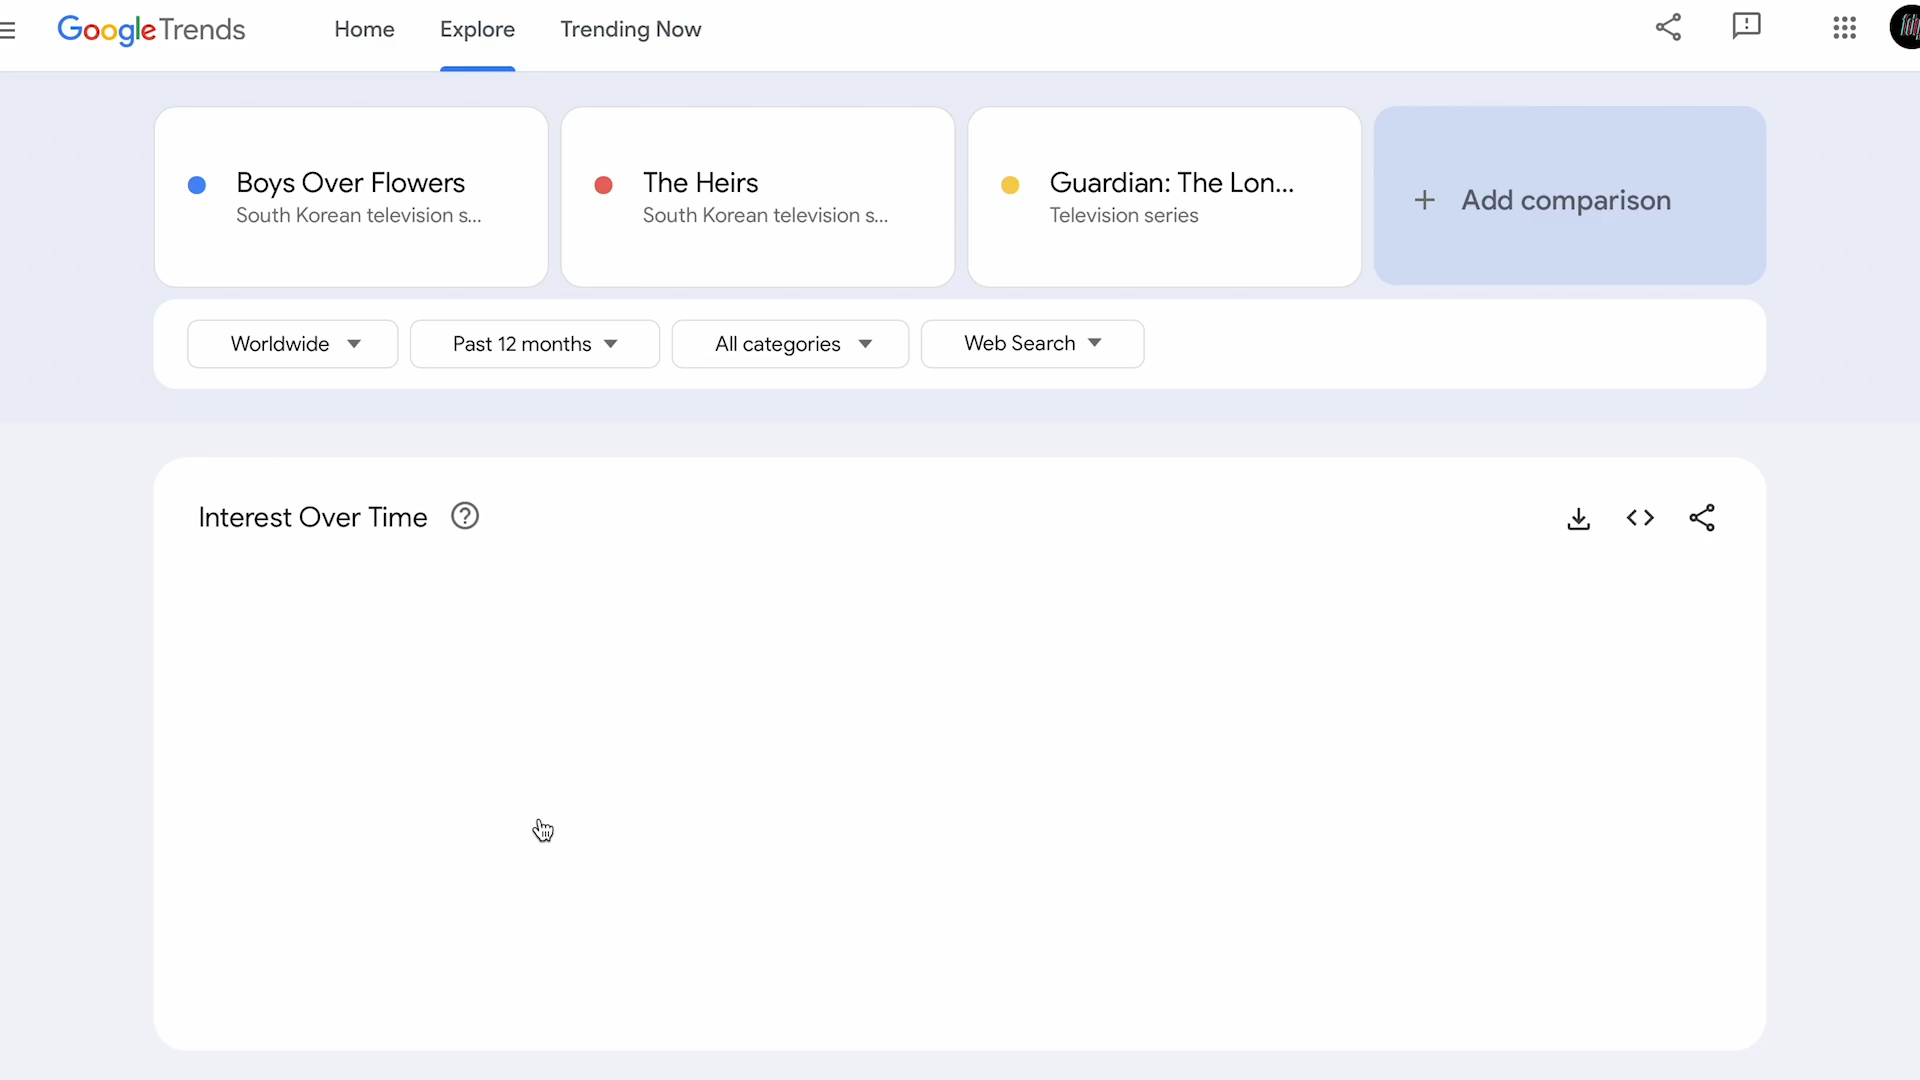 Google Trends
Home
Explore
Trending Now
Boys Over Flowers
South Korean television s...
The Heirs
South Korean television s...
Guardian: The Lon...
Television series
+ Add comparison
Worldwide
Past 12 months
All categories
Web Search
Interest Over Time